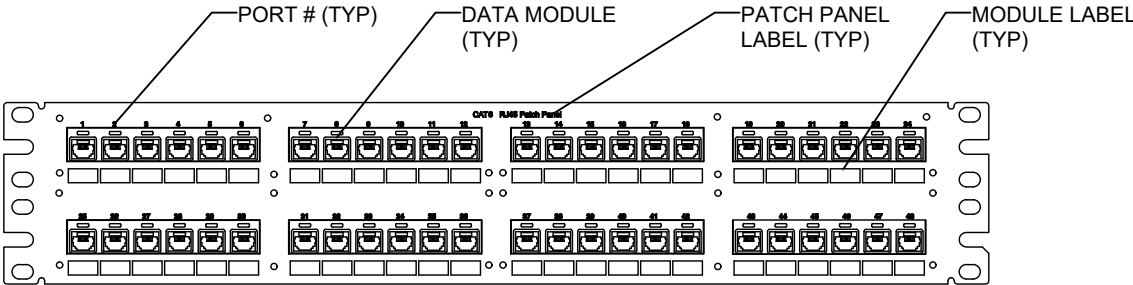 PORT # (TYP)
DATA MODULE
(TYP)
PATCH PANEL
LABEL (TYP)
MODULE LABEL
(TYP)
CAT6 RJ45 Patch Panel
1 2 3 4 5 6 7 8 9 10 11 12 13 14 15 16 17 18 19 20 21 22 23 24
25 26 27 28 29 30 31 32 33 34 35 36 37 38 39 40 41 42 43 44 45 46 47 48